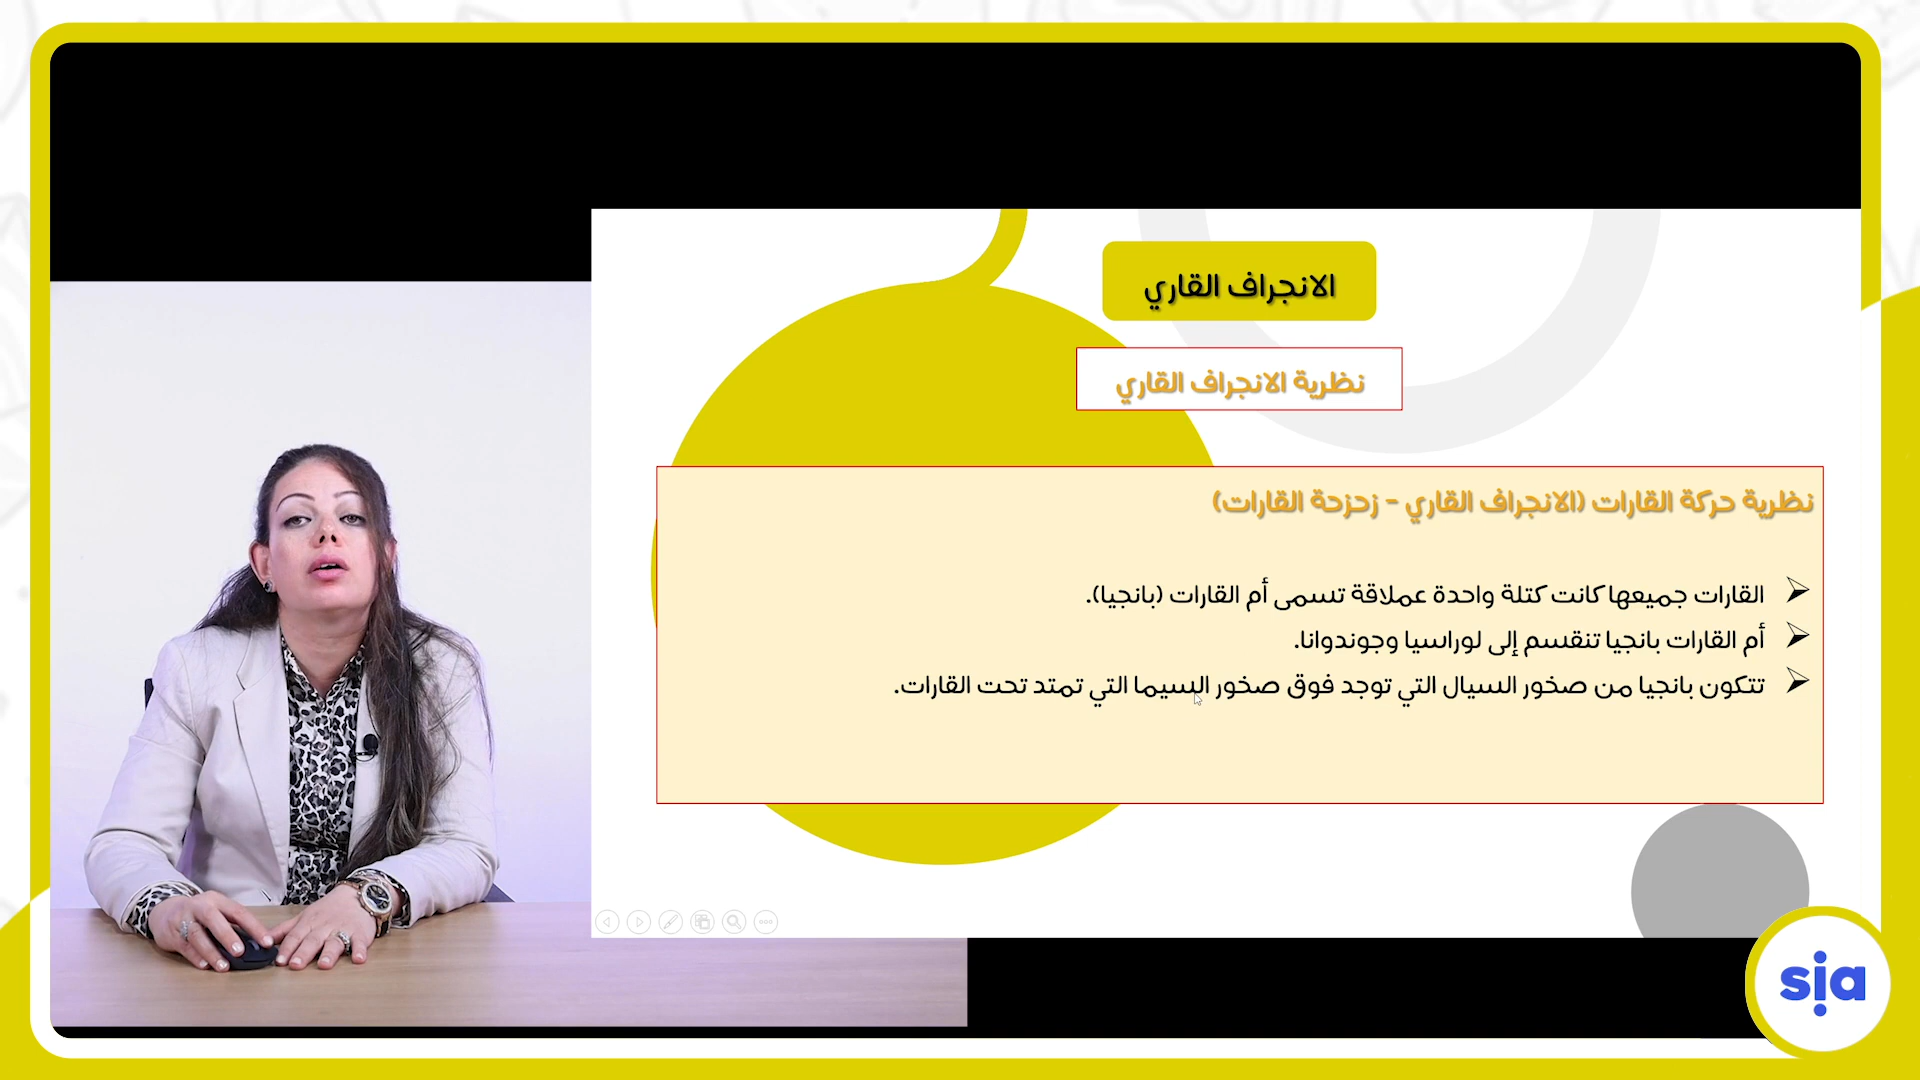 الانجراف القاري
نظرية الانجراف القاري
نظرية حركة القارات (الانجراف القاري - زحزحة القارات)
القارات جميعها كانت كتلة واحدة عملاقة تسمى أم القارات (بانجيا).
أم القارات بانجيا تنقسم إلى لوراسيا وجوندوانا.
تتكون بانجيا من صخور السيال التي توجد فوق صخور السيما التي تمتد تحت القارات.
sia